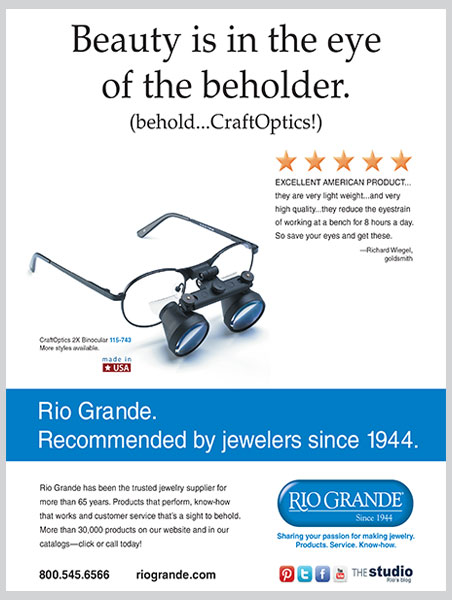 Beauty is in the eye
of the beholder.
(behold...CraftOptics!)
EXCELLENT AMERICAN PRODUCT...
they are very light weight...and very
high quality...they reduce the eyestrain
of working at a bench for 8 hours a day.
So save your eyes and get these.
—Richard Wiegel,
goldsmith
CraftOptics 2X Binocular 115-743
More styles available.
made in
USA
Rio Grande.
Recommended by jewelers since 1944.
Rio Grande has been the trusted jewelry supplier for
more than 65 years. Products that perform, know-how
that works and customer service that's a sight to behold.
More than 30,000 products on our website and in our
catalogs—click or call today!
800.545.6566 riogrande.com
RIO GRANDE®
Since 1944
Sharing your passion for making jewelry.
Products. Service. Know-how.
THE studio
Rio's blog